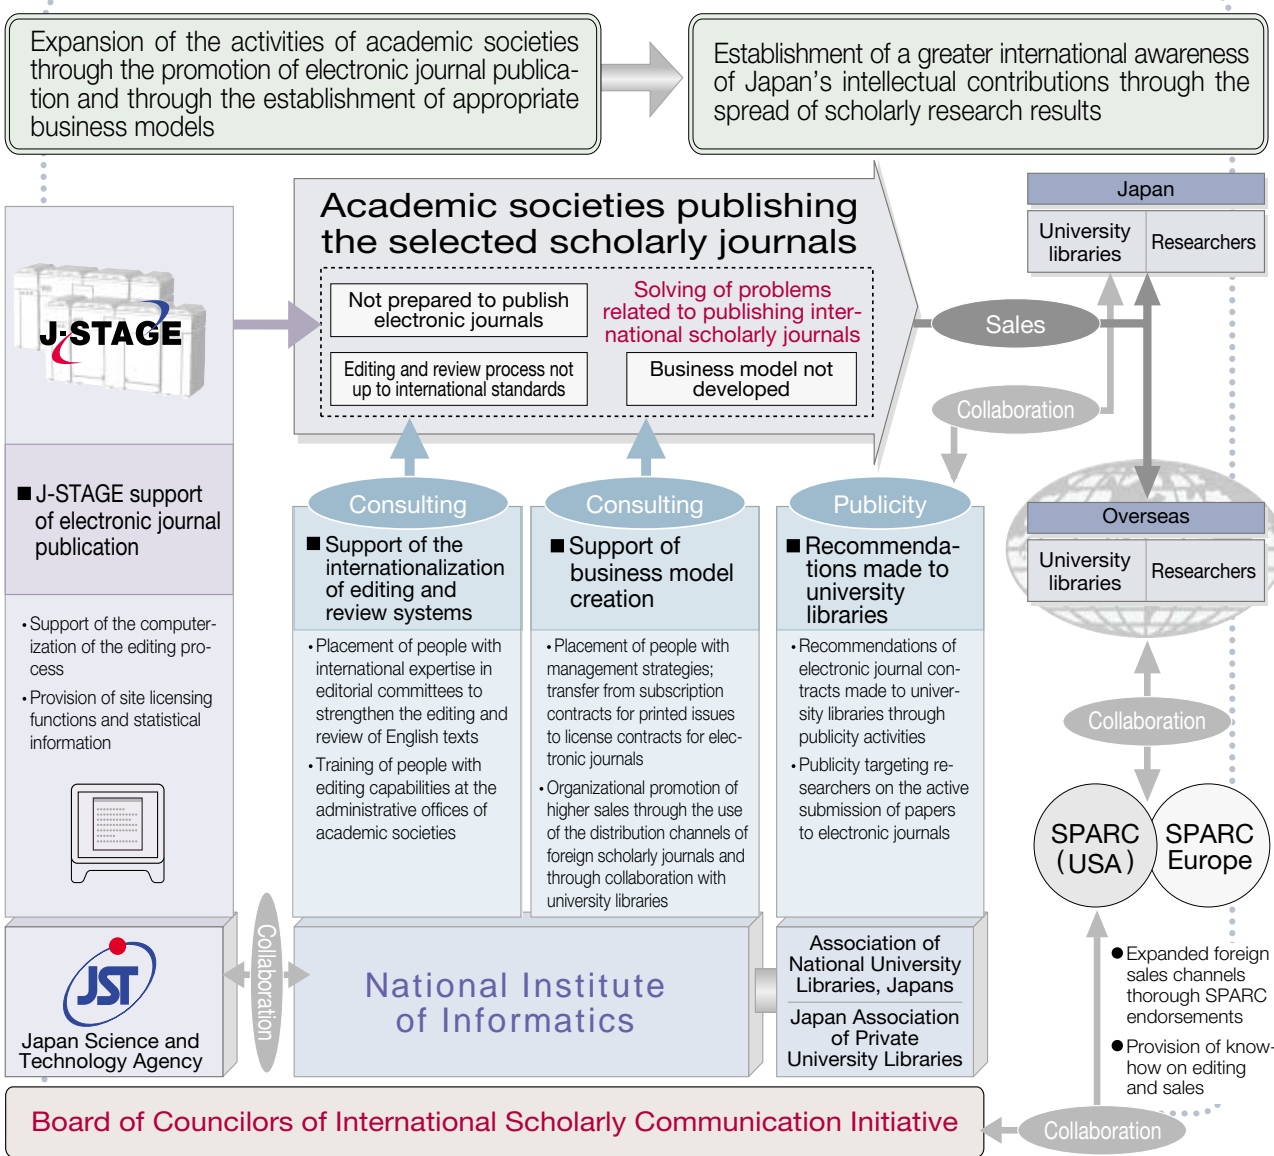 Expansion of the activities of academic societies
through the promotion of electronic journal publica-
tion and through the establishment of appropriate
business models
Establishment of a greater international awareness
of Japan's intellectual contributions through the
spread of scholarly research results
Academic societies publishing
the selected scholarly journals
Not prepared to publish
electronic journals
Solving of problems
related to publishing inter-
national scholarly journals
Editing and review process not
up to international standards
Business model not
developed
J-STAGE
Sales
Collaboration
Japan
University
libraries
Researchers
Overseas
University
libraries
Researchers
■ J-STAGE support
of electronic journal
publication
• Support of the computer-
ization of the editing pro-
cess
• Provision of site licensing
functions and statistical
information
Consulting
■ Support of the
internationalization
of editing and
review systems
• Placement of people with
international expertise in
editorial committees to
strengthen the editing and
review of English texts
• Training of people with
editing capabilities at the
administrative offices of
academic societies
Consulting
■ Support of
business model
creation
• Placement of people with
management strategies;
transfer from subscription
contracts for printed issues
to license contracts for elec-
tronic journals
• Organizational promotion of
higher sales through the use
of the distribution channels of
foreign scholarly journals and
through collaboration with
university libraries
Publicity
■ Recommenda-
tions made to
university
libraries
• Recommendations of
electronic journal con-
tracts made to univer-
sity libraries through
publicity activities
• Publicity targeting re-
searchers on the active
submission of papers
to electronic journals
Collaboration
SPARC
(USA)
SPARC
Europe
JST
Japan Science and
Technology Agency
Collaboration
National Institute
of Informatics
Association of
National University
Libraries, Japans
Japan Association
of Private
University Libraries
● Expanded foreign
sales channels
thorough SPARC
endorsements
● Provision of know-
how on editing
and sales
Board of Councilors of International Scholarly Communication Initiative
Collaboration